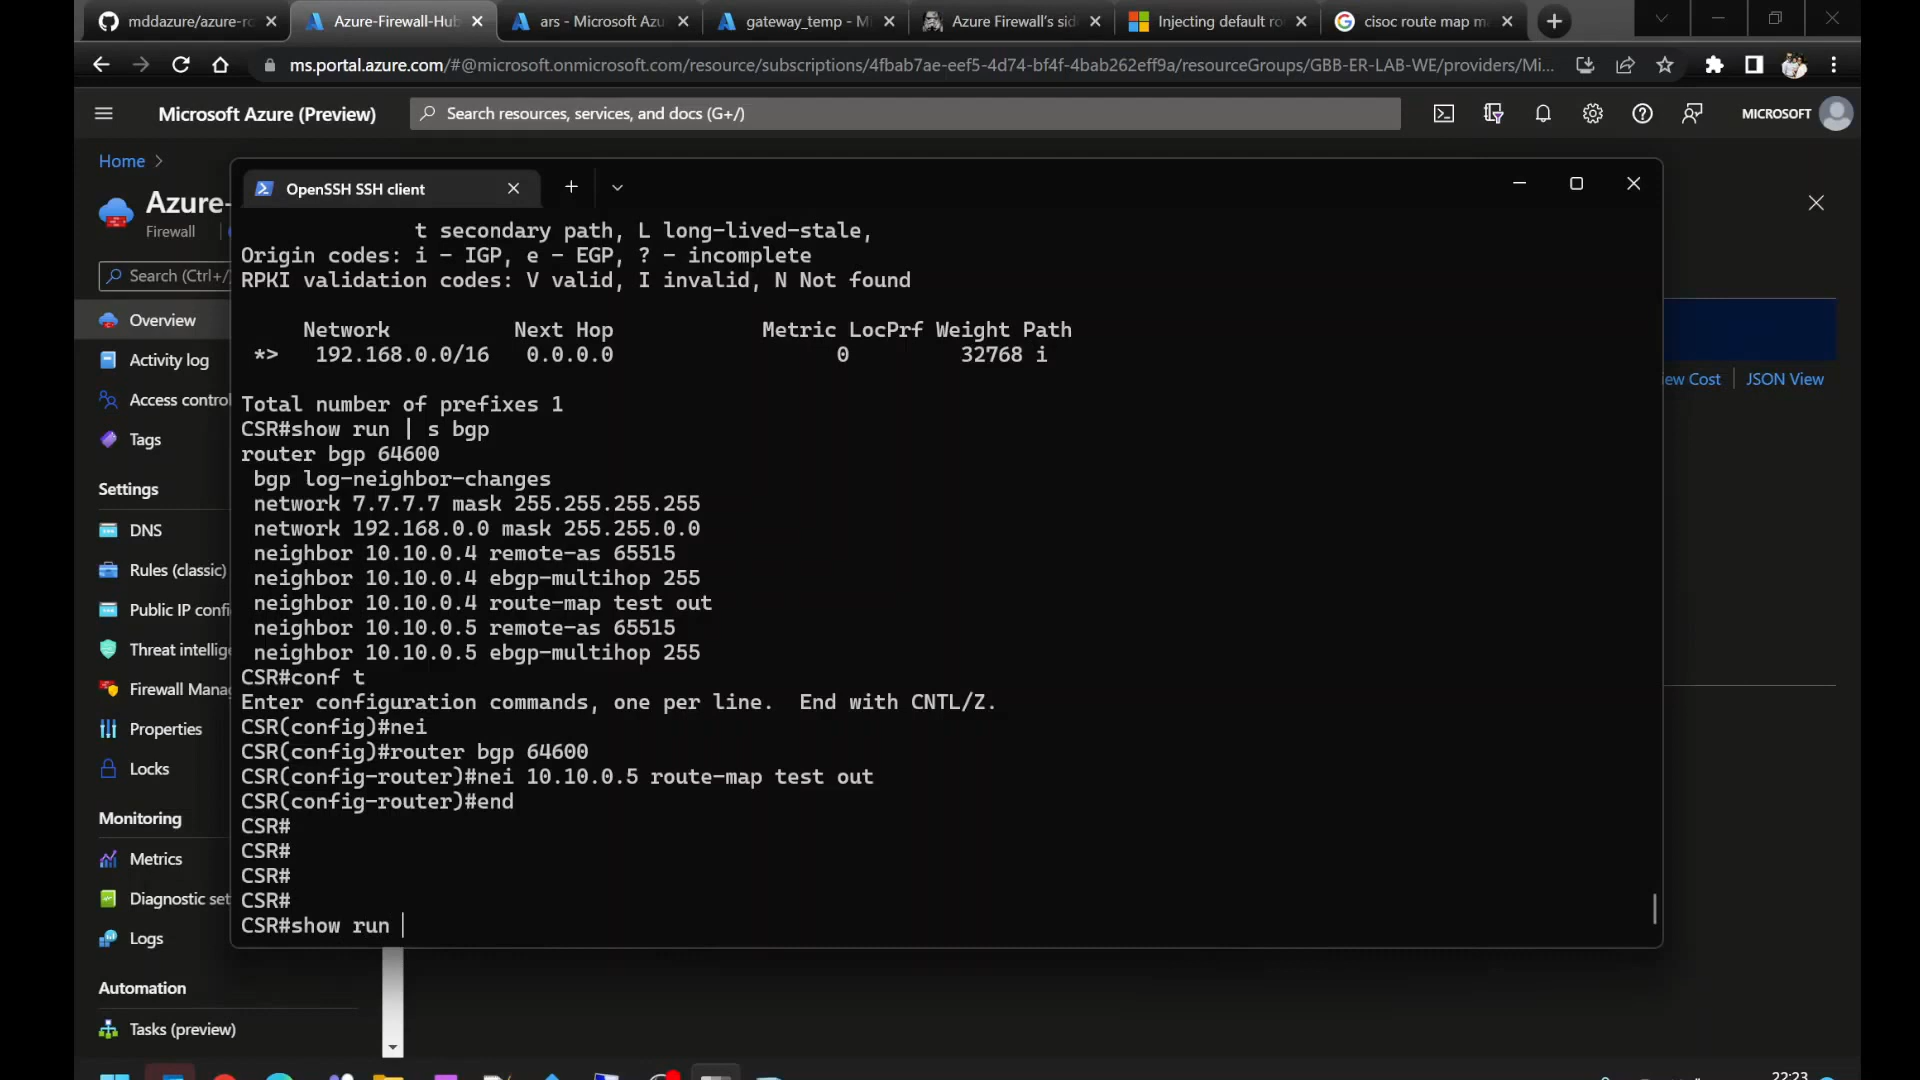 mddazure/azure-ro
Azure-Firewall-Hub
ars - Microsoft Azu
gateway_temp - M
Azure Firewall's sid
Injecting default ro
cisoc route map m
ms.portal.azure.com/#@microsoft.onmicrosoft.com/resource/subscriptions/4fbab7ae-eef5-4d74-bf4f-4bab262eff9a/resourceGroups/GBB-ER-LAB-WE/providers/Mi...
Microsoft Azure (Preview)
Search resources, services, and docs (G+/)
MICROSOFT
Home >
Azure-
Firewall
Search (Ctrl+/
Overview
Activity log
Access control
Tags
Settings
DNS
Rules (classic)
Public IP confi
Threat intellige
Firewall Mana
Properties
Locks
Monitoring
Metrics
Diagnostic set
Logs
Automation
Tasks (preview)
OpenSSH SSH client
t secondary path, L long-lived-stale,
Origin codes: i - IGP, e - EGP, ? - incomplete
RPKI validation codes: V valid, I invalid, N Not found
Network Next Hop Metric LocPrf Weight Path
*> 192.168.0.0/16 0.0.0.0 0 32768 i
Total number of prefixes 1
CSR#show run | s bgp
router bgp 64600
bgp log-neighbor-changes
network 7.7.7.7 mask 255.255.255.255
network 192.168.0.0 mask 255.255.0.0
neighbor 10.10.0.4 remote-as 65515
neighbor 10.10.0.4 ebgp-multihop 255
neighbor 10.10.0.4 route-map test out
neighbor 10.10.0.5 remote-as 65515
neighbor 10.10.0.5 ebgp-multihop 255
CSR#conf t
Enter configuration commands, one per line. End with CNTL/Z.
CSR(config)#nei
CSR(config)#router bgp 64600
CSR(config-router)#nei 10.10.0.5 route-map test out
CSR(config-router)#end
CSR#
CSR#
CSR#
CSR#
CSR#show run
ew Cost
JSON View
22:23